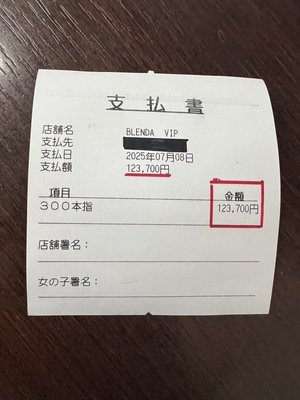 支払書
店舗名 BLENDA VIP
支払先
支払日 2025年07月08日
支払額 123,700円
項目 金額
300本指 123,700円
店舗署名：
女の子署名：